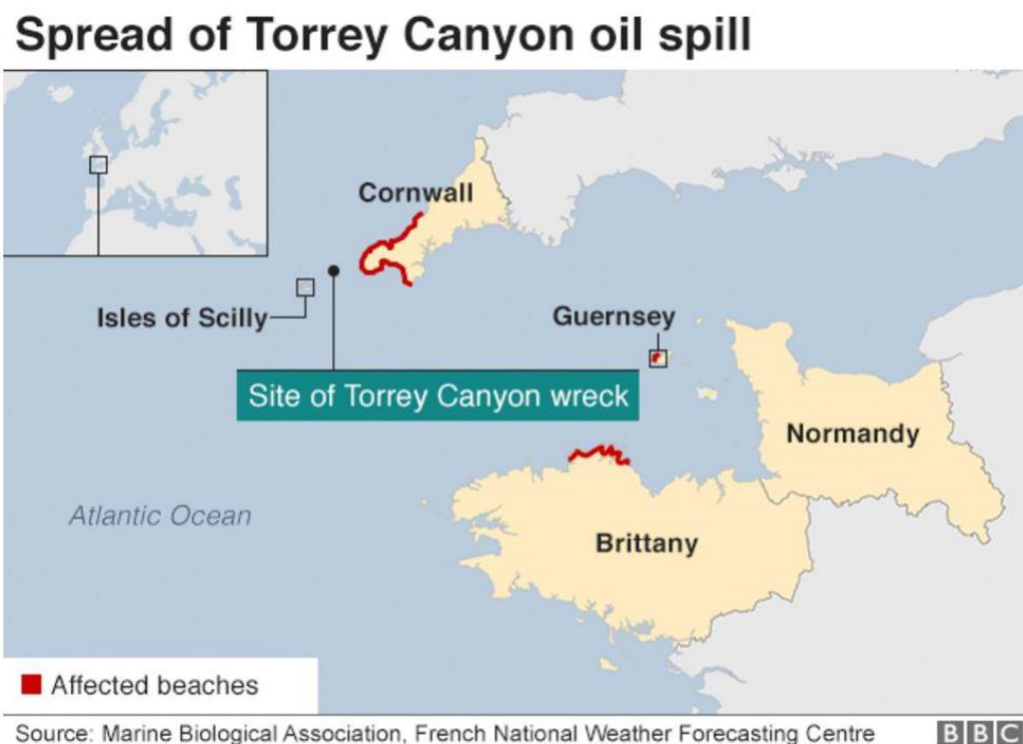 Spread of Torrey Canyon oil spill
Cornwall
Isles of Scilly
Guernsey
Site of Torrey Canyon wreck
Normandy
Atlantic Ocean
Brittany
Affected beaches
Source: Marine Biological Association, French National Weather Forecasting Centre
BBC